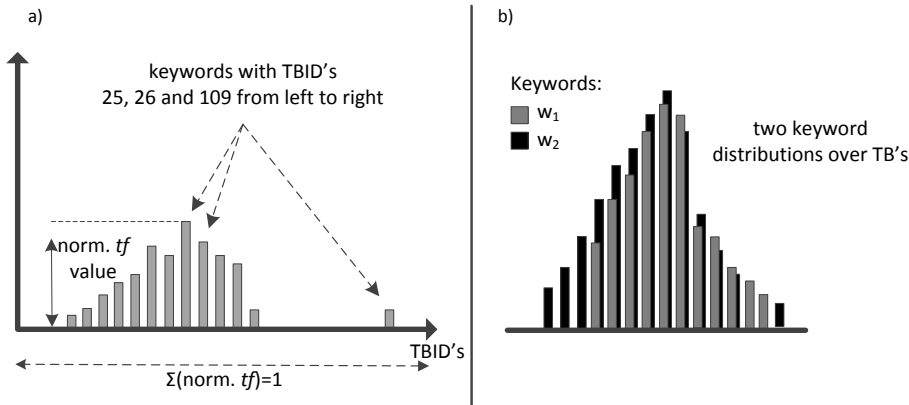 a)
keywords with TBID's
25, 26 and 109 from left to right
norm. tf
value
TBID's
Σ(norm. tf)=1
b)
Keywords:
w₁
w₂
two keyword
distributions over TB's